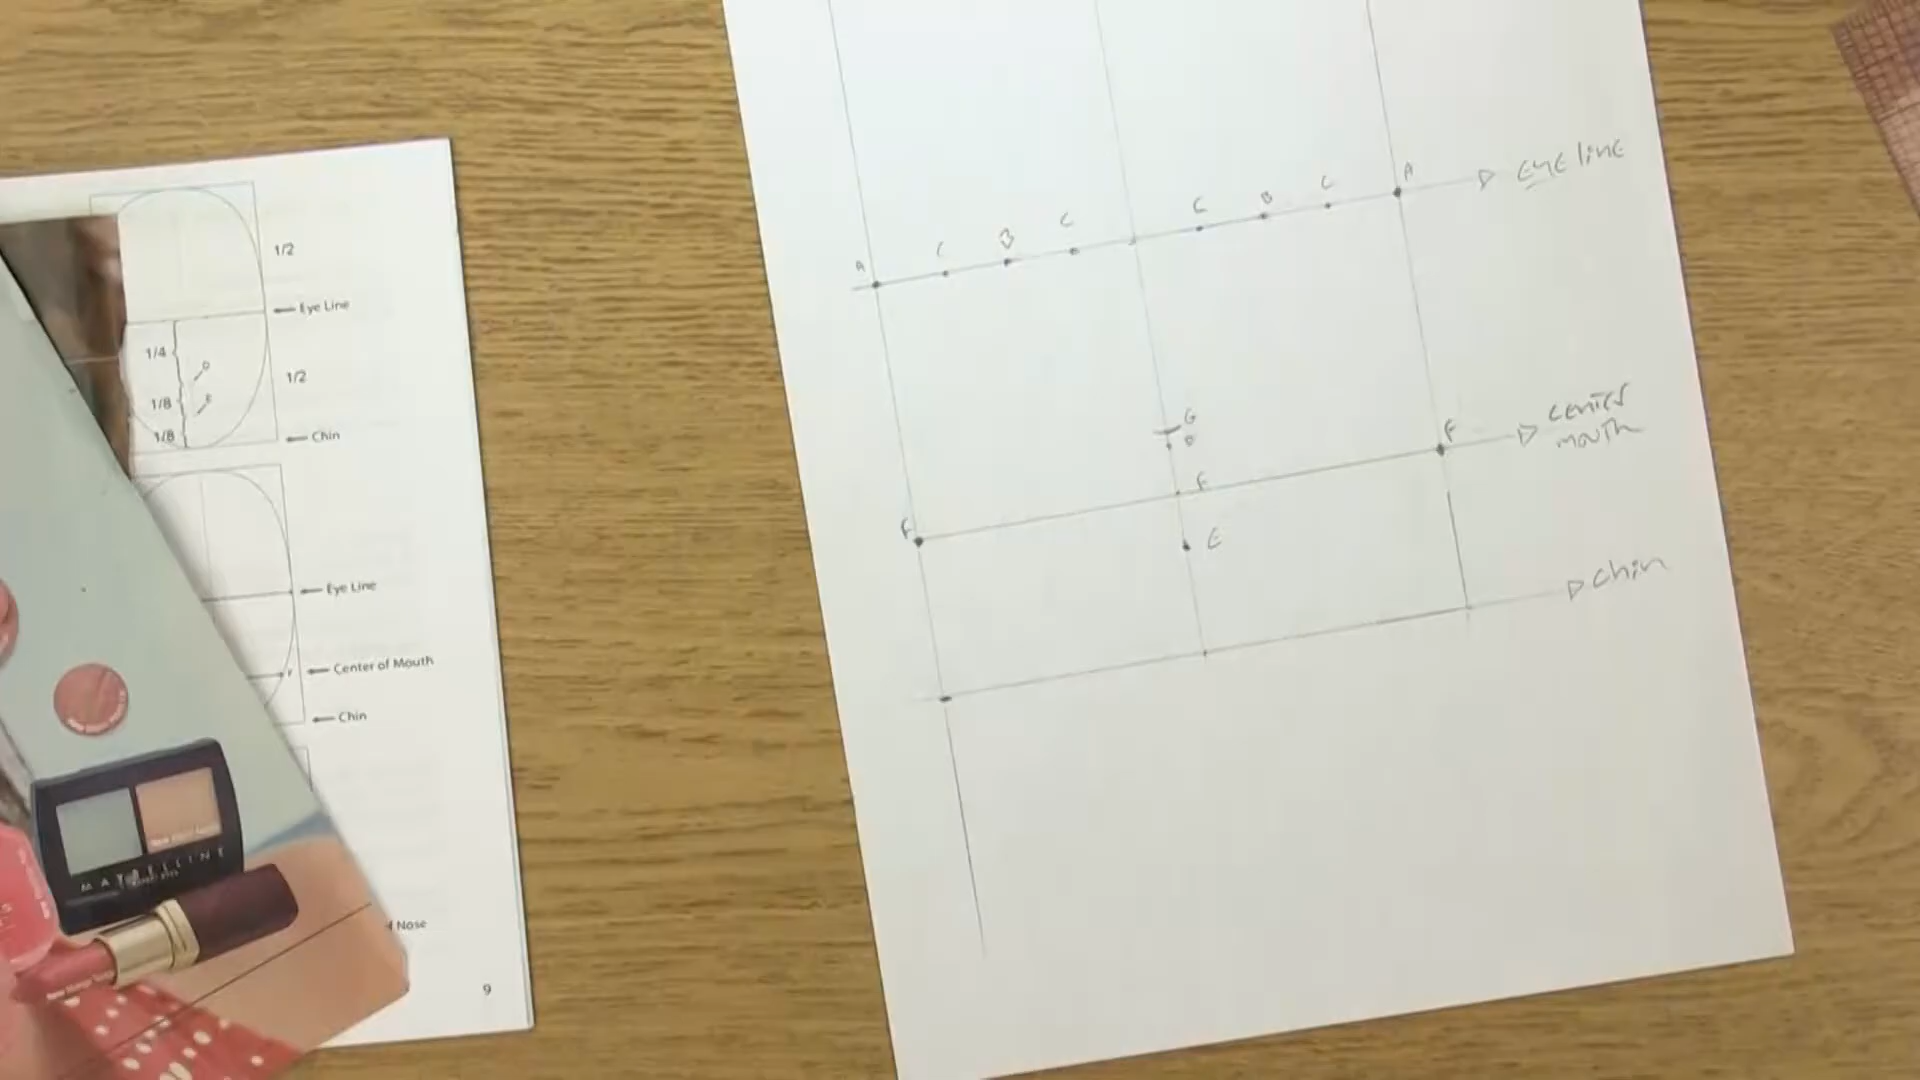 1/2
Eye Line
1/4
D
1/2
1/8
E
1/8
Chin
Eye Line
F
Center of Mouth
Chin
Nose
9
MAYBELLINE
A C B C C B C A
eye line
G
D
F F F
center
mouth
E
chin